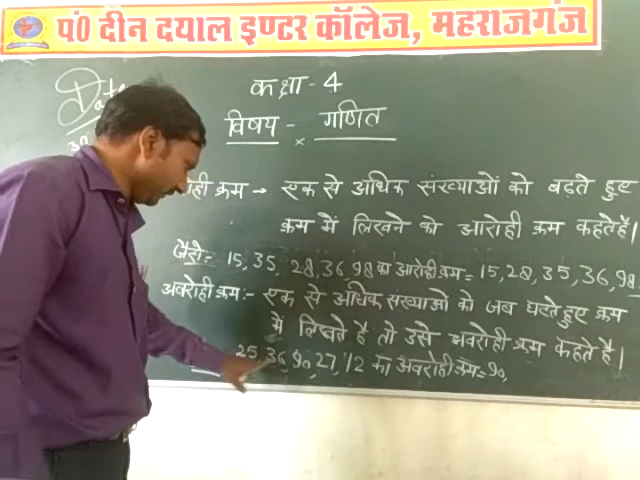 पं0 दीन दयाल इण्टर कॉलेज, महराजगंज
Date
कक्षा - 4
विषय - गणित
ही क्रम → एक से अधिक संख्याओं को बढ़ते हुए
क्रम में लिखने को आरोही क्रम कहते हैं।
जैसे:- 15, 35, 28, 36, 98 का आरोही क्रम = 15, 28, 35, 36, 98
अवरोही क्रम :- एक से अधिक संख्याओं को जब घटते हुए क्रम
में लिखते है तो उसे अवरोही क्रम कहते है।
25, 36, 90, 27, 12 का अवरोही क्रम = 90,